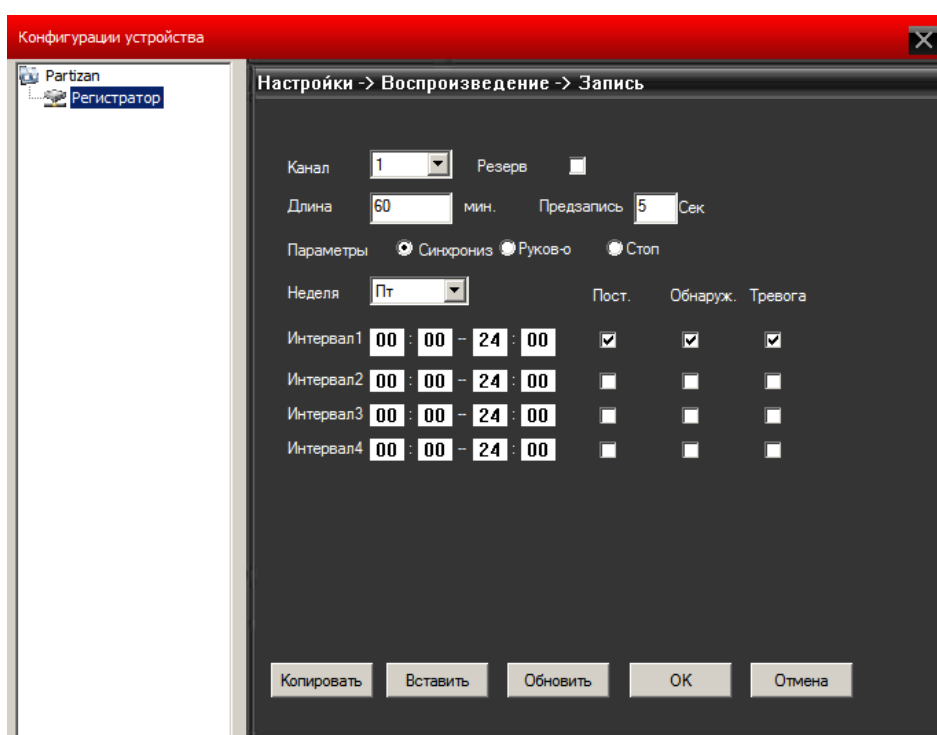 Конфигурации устройства
Partizan
Регистратор
Настройки -> Воспроизведение -> Запись
Канал 1 Резерв
Длина 60 мин. Предзапись 5 Сек
Параметры Синхрониз Руков-о Стоп
Неделя Пт Пост. Обнаруж. Тревога
Интервал1 00 : 00 - 24 : 00
Интервал2 00 : 00 - 24 : 00
Интервал3 00 : 00 - 24 : 00
Интервал4 00 : 00 - 24 : 00
Копировать Вставить Обновить OK Отмена